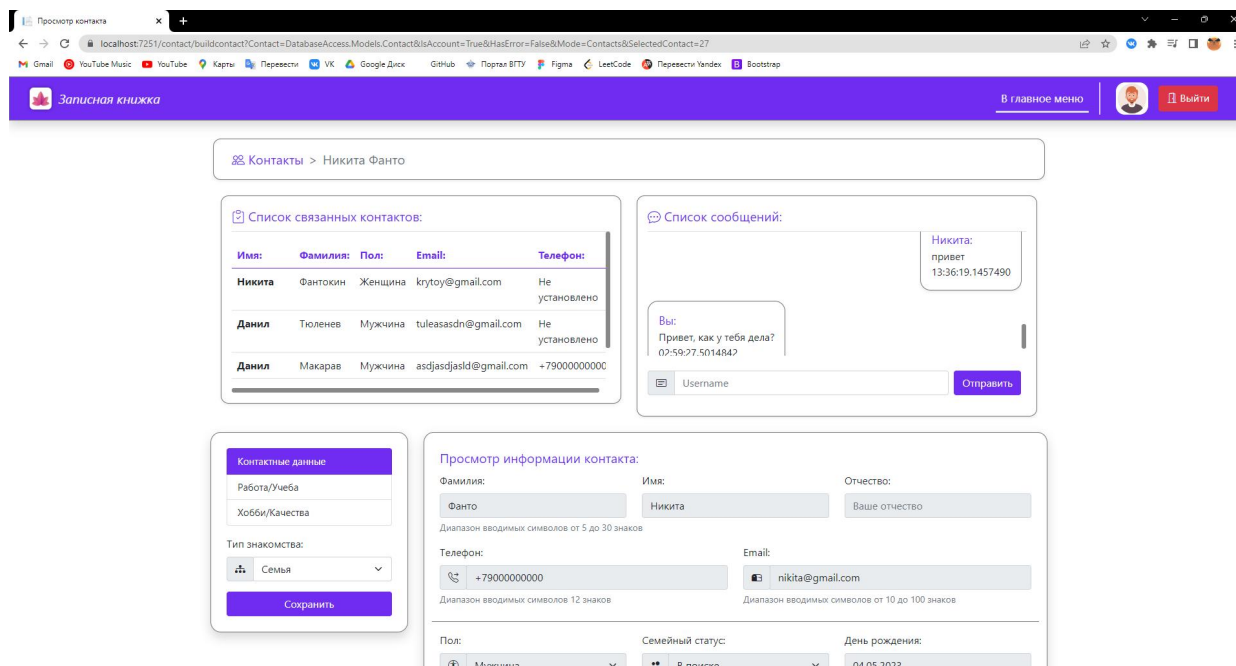 Просмотр контакта
localhost:7251/contact/buildcontact?Contact=DatabaseAccess.Models.Contact&IsAccount=True&HasError=False&Mode=Contacts&SelectedContact=27
Gmail YouTube Music YouTube Карты Перевести VK Google Диск GitHub Портал ВГТУ Figma LeetCode Перевести Yandex Bootstrap
Записная книжка В главное меню Выйти
Контакты > Никита Фанто
Список связанных контактов:
Имя: Фамилия: Пол: Email: Телефон:
Никита Фантокин Женщина krytoy@gmail.com Не установлено
Данил Тюленев Мужчина tuleasasdn@gmail.com Не установлено
Данил Макарав Мужчина asdjasdjasld@gmail.com +79000000000
Список сообщений:
Никита:
привет
13:36:19.1457490
Вы:
Привет, как у тебя дела?
02:59:27.5014842
Username Отправить
Контактные данные
Работа/Учеба
Хобби/Качества
Тип знакомства:
Семья
Сохранить
Просмотр информации контакта:
Фамилия: Имя: Отчество:
Фанто Никита Ваше отчество
Диапазон вводимых символов от 5 до 30 знаков
Телефон: Email:
+79000000000 nikita@gmail.com
Диапазон вводимых символов 12 знаков Диапазон вводимых символов от 10 до 100 знаков
Пол: Семейный статус: День рождения:
Мужчина В поиске 04.05.2023